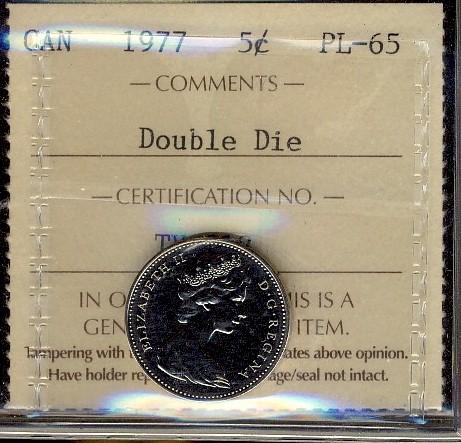 CAN 1977 5¢ PL-65
— COMMENTS —
Double Die
— CERTIFICATION NO. —
IN IS IS A
GEN ITEM.
Tampering with ates above opinion.
Have holder rep age/seal not intact.
ELIZABETH II D·G·REGINA